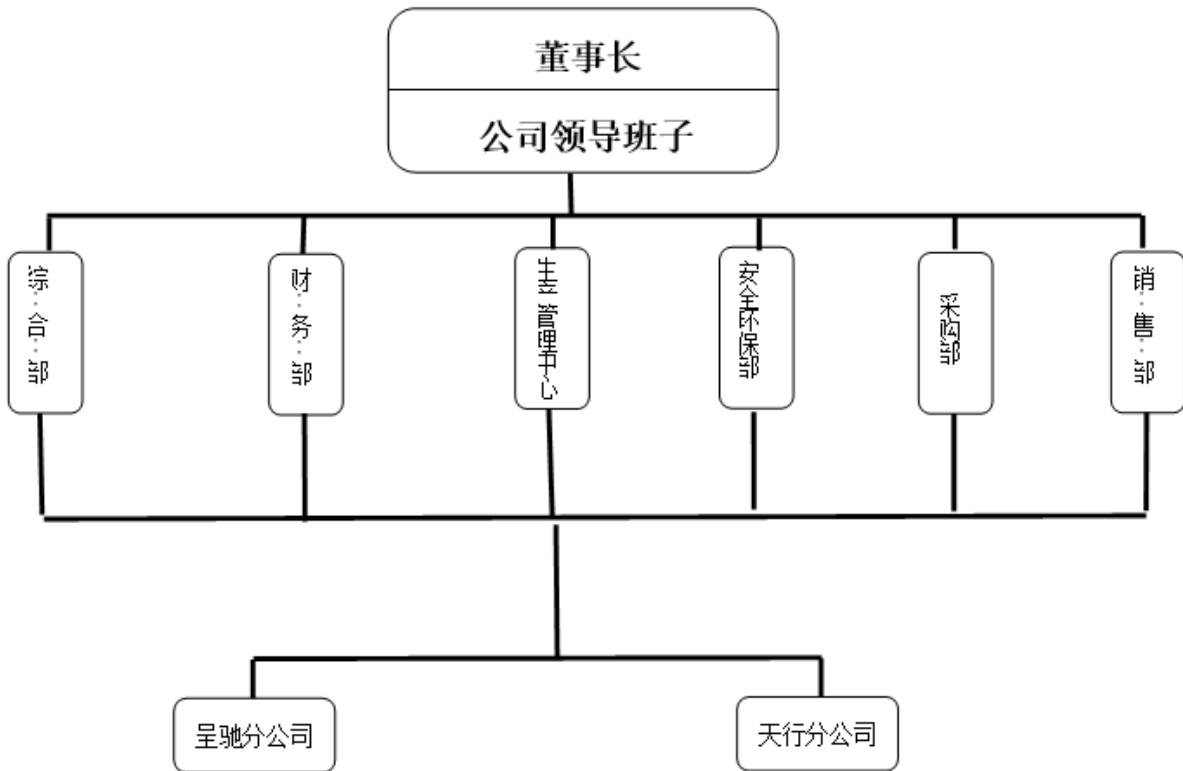 董事长
公司领导班子
综合部
财务部
生产管理中心
安全环保部
采购部
销售部
呈驰分公司
天行分公司